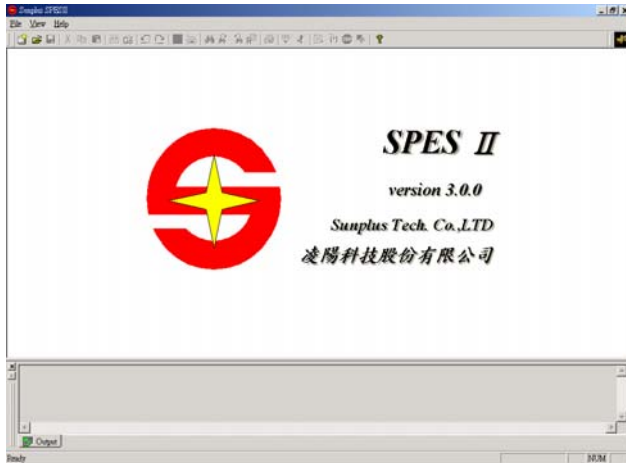 Sunplus SPESII
File View Help
SPES II
version 3.0.0
Sunplus Tech. Co.,LTD
凌陽科技股份有限公司
Output
Ready
NUM